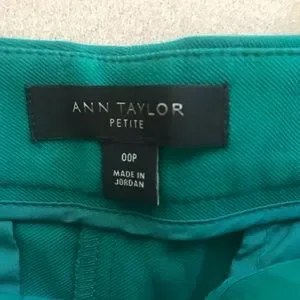 ANN TAYLOR
PETITE
00P
MADE IN
JORDAN